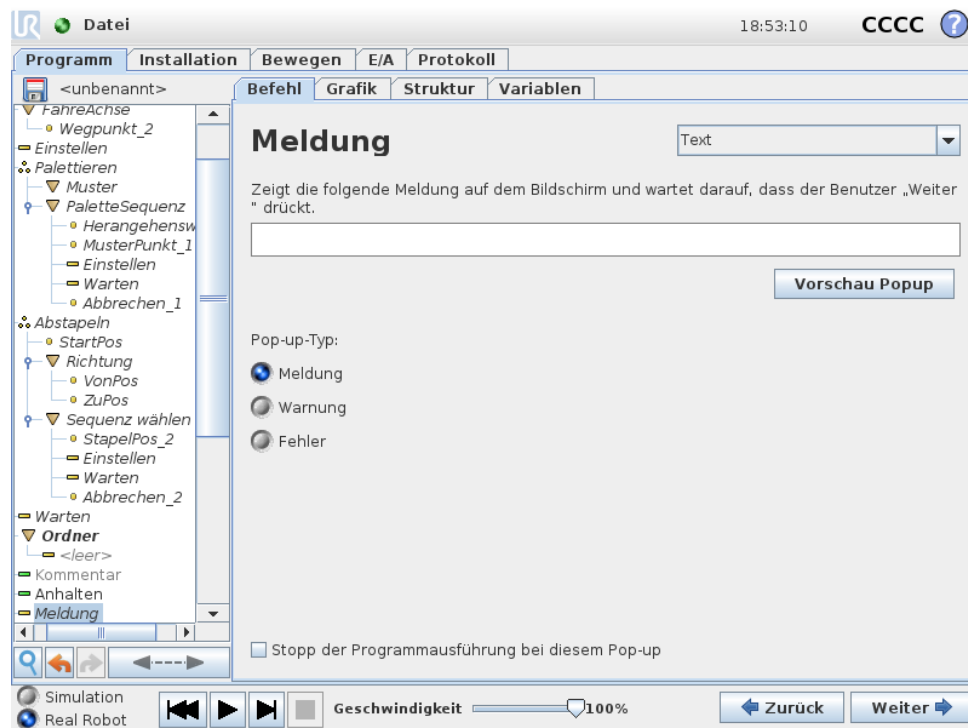 UR Datei 18:53:10 CCCC ?
Programm Installation Bewegen E/A Protokoll
<unbenannt> Befehl Grafik Struktur Variablen
FahreAchse
Wegpunkt_2
Einstellen
Palettieren
Muster
PaletteSequenz
Herangehensw
MusterPunkt_1
Einstellen
Warten
Abbrechen_1
Abstapeln
StartPos
Richtung
VonPos
ZuPos
Sequenz wählen
StapelPos_2
Einstellen
Warten
Abbrechen_2
Warten
Ordner
<leer>
Kommentar
Anhalten
Meldung
Meldung
Text
Zeigt die folgende Meldung auf dem Bildschirm und wartet darauf, dass der Benutzer „Weiter
" drückt.
Vorschau Popup
Pop-up-Typ:
Meldung
Warnung
Fehler
Stopp der Programmausführung bei diesem Pop-up
Simulation
Real Robot
Geschwindigkeit 100%
Zurück Weiter